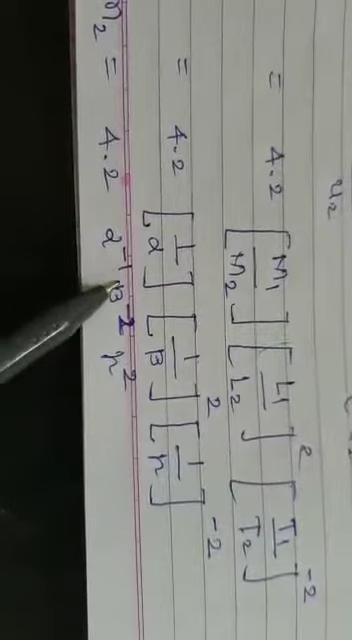 u2
= 4.2 [M1/M2] [L1/L2]^2 [T1/T2]^-2
= 4.2 [1/α] [1/β]^2 [1/r]^-2
n2 = 4.2 α^-1 β^-2 r^2